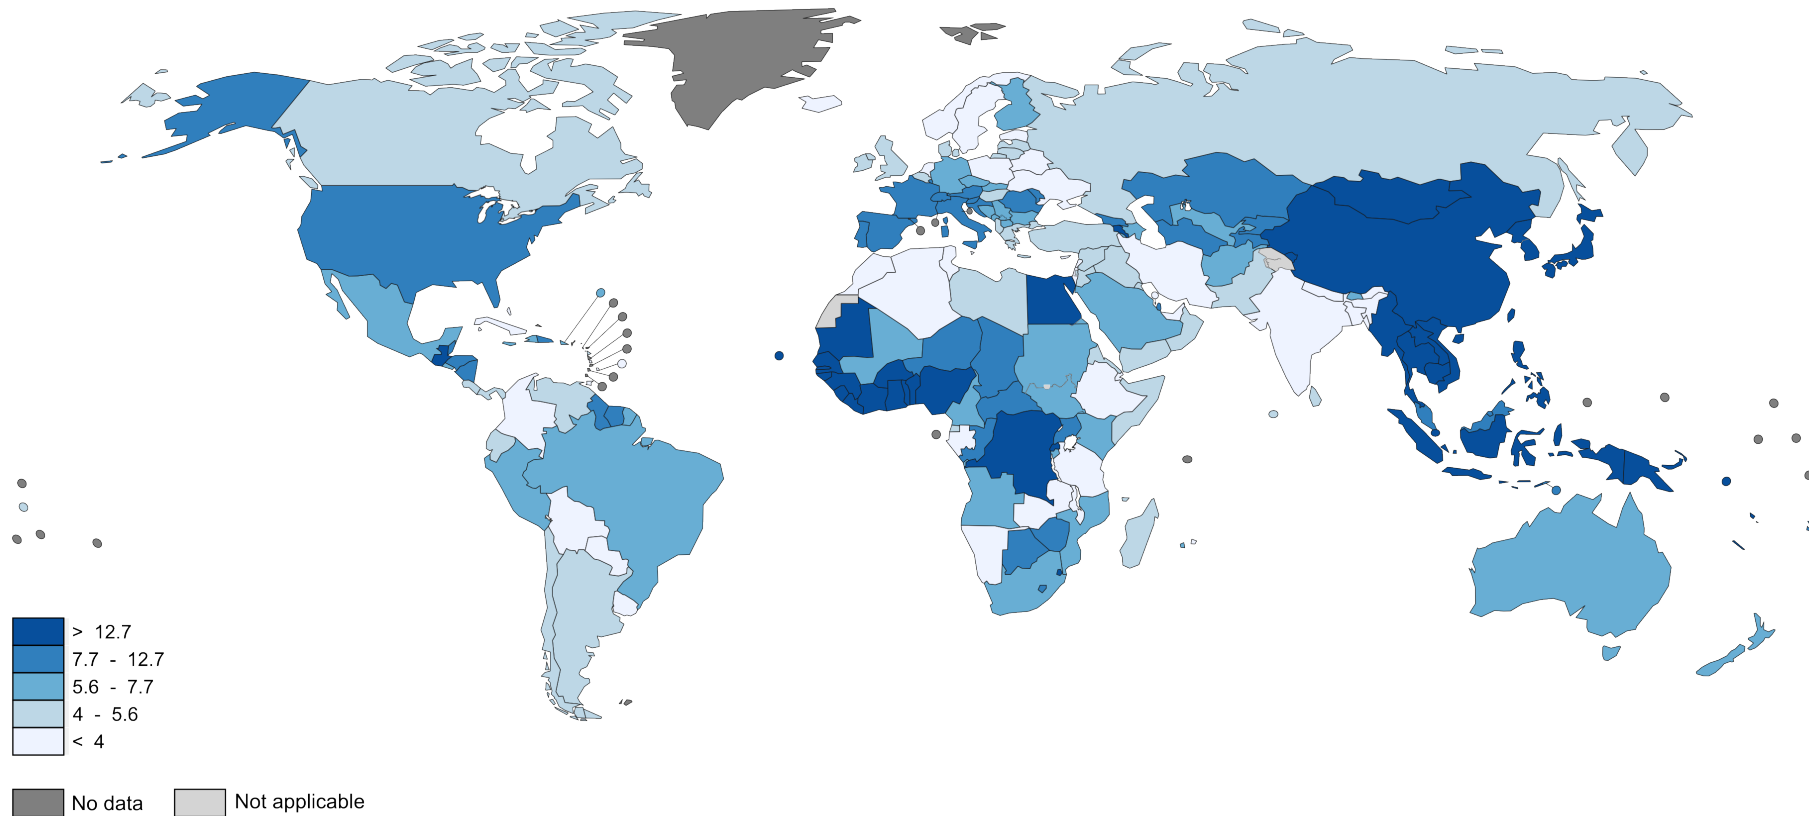 > 12.7
7.7 - 12.7
5.6 - 7.7
4 - 5.6
< 4
No data Not applicable